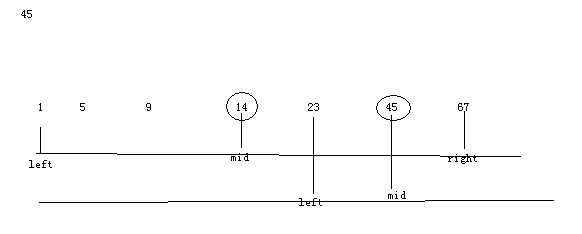 45
1 5 9 14 23 45 67
left mid right
left mid